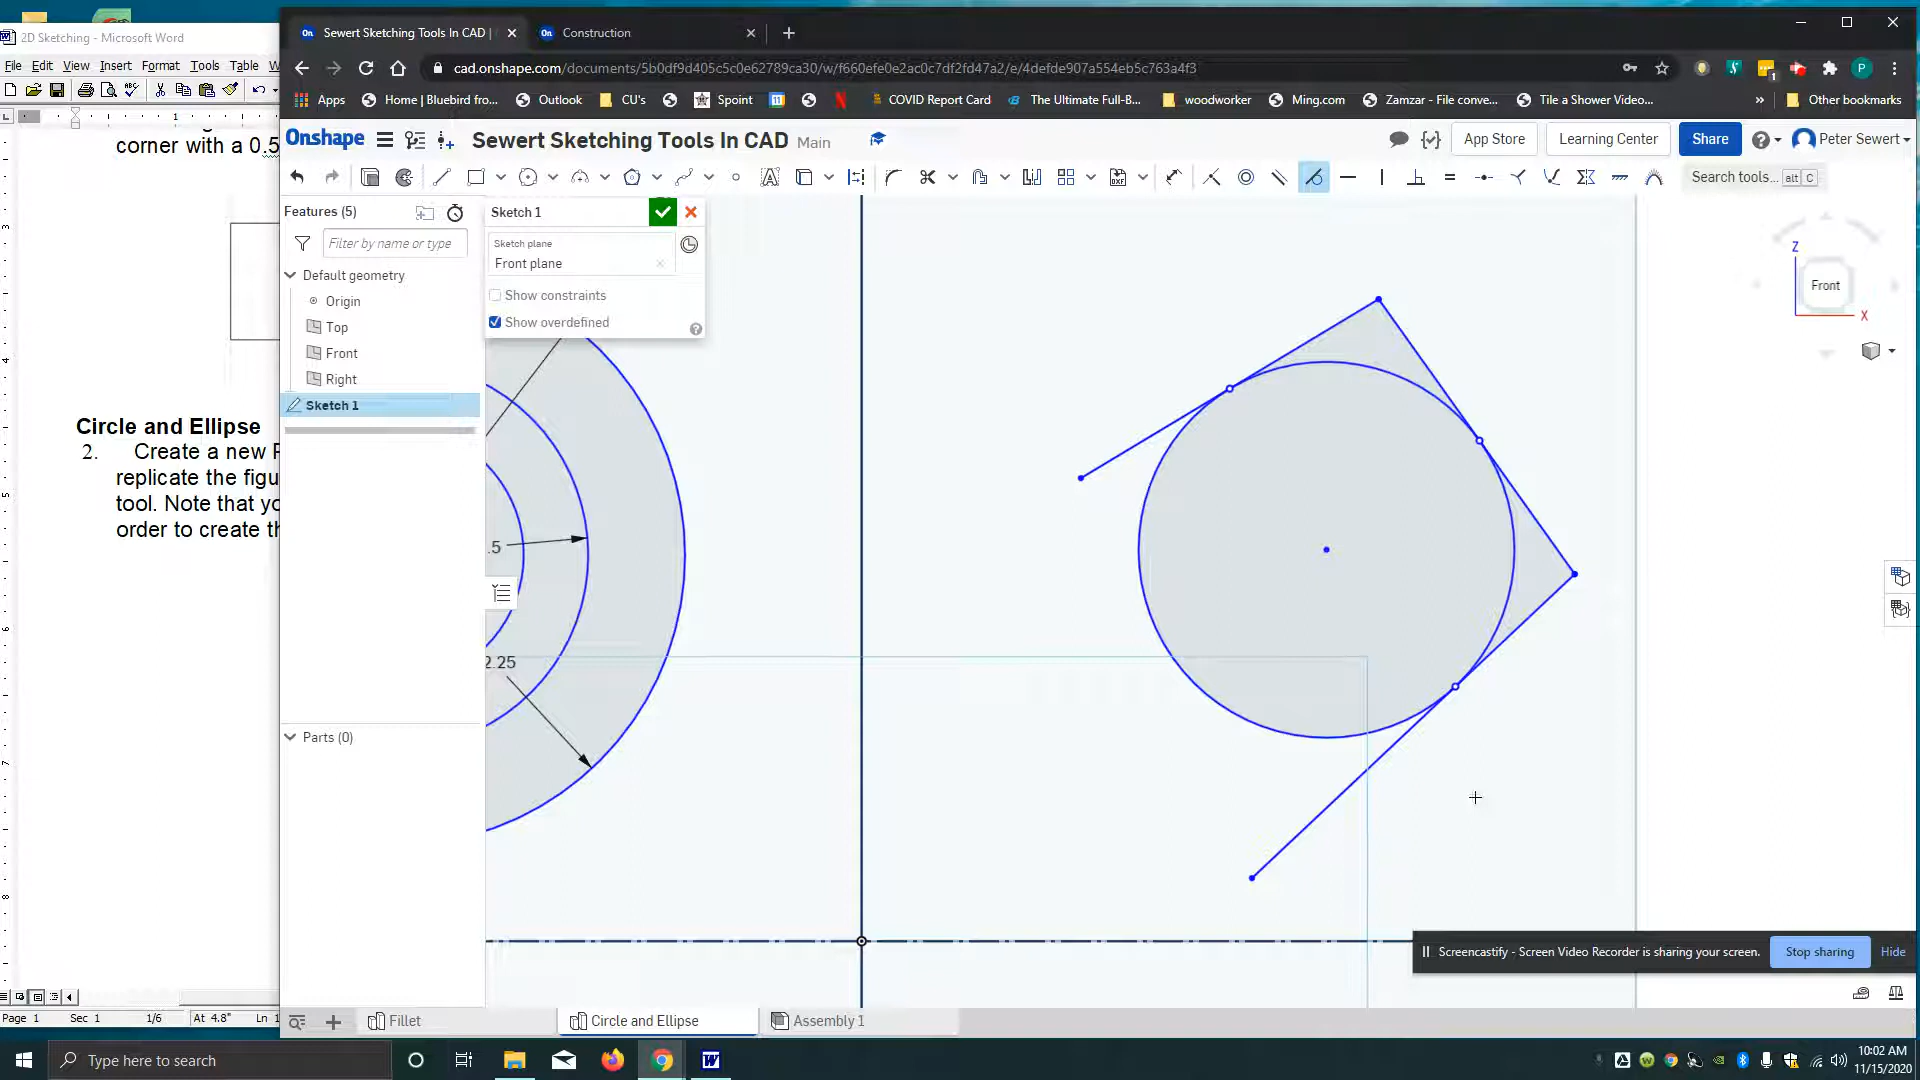 2D Sketching - Microsoft Word
File Edit View Insert Format Tools Table W
corner with a 0.5
Circle and Ellipse
2. Create a new P
replicate the figu
tool. Note that yo
order to create th
Page 1 Sec 1 1/6 At 4.8" Ln 1
Sewert Sketching Tools In CAD |
Construction
cad.onshape.com/documents/5b0df9d405c5c0e62789ca30/w/f660efe0e2ac0c7df2fd47a2/e/4defde907a554eb5c763a4f3
Apps Home | Bluebird fro... Outlook CU's Spoint COVID Report Card The Ultimate Full-B... woodworker Ming.com Zamzar - File conve... Tile a Shower Video... » Other bookmarks
Onshape Sewert Sketching Tools In CAD Main App Store Learning Center Share Peter Sewert
Search tools... alt C
Features (5)
Filter by name or type
Default geometry
Origin
Top
Front
Right
Sketch 1
Parts (0)
Sketch 1
Sketch plane
Front plane
Show constraints
Show overdefined
.5
2.25
Z
Front
X
Screencastify - Screen Video Recorder is sharing your screen. Stop sharing Hide
Fillet Circle and Ellipse Assembly 1
Type here to search
10:02 AM
11/15/2020